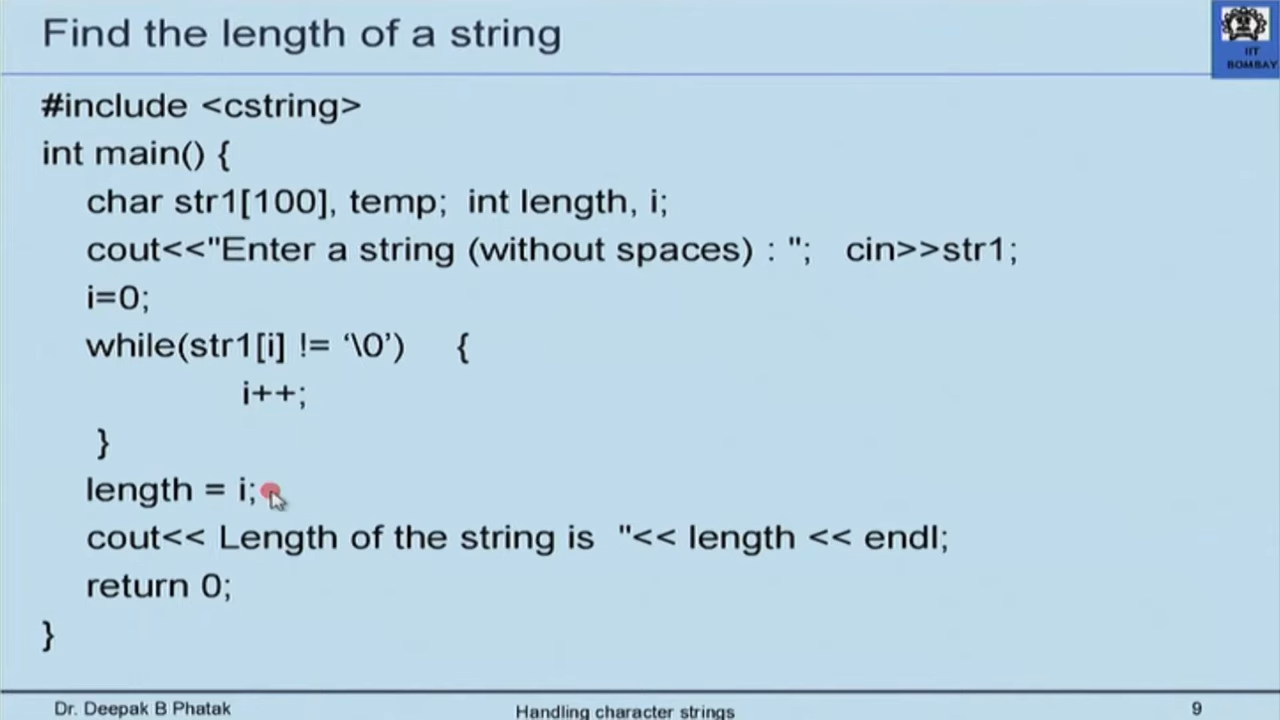 Find the length of a string
IIT
BOMBAY
#include <cstring>
int main() {
char str1[100], temp; int length, i;
cout<<"Enter a string (without spaces) : "; cin>>str1;
i=0;
while(str1[i] != ‘\0’) {
i++;
}
length = i;
cout<< Length of the string is "<< length << endl;
return 0;
}
Dr. Deepak B Phatak
Handling character strings
9